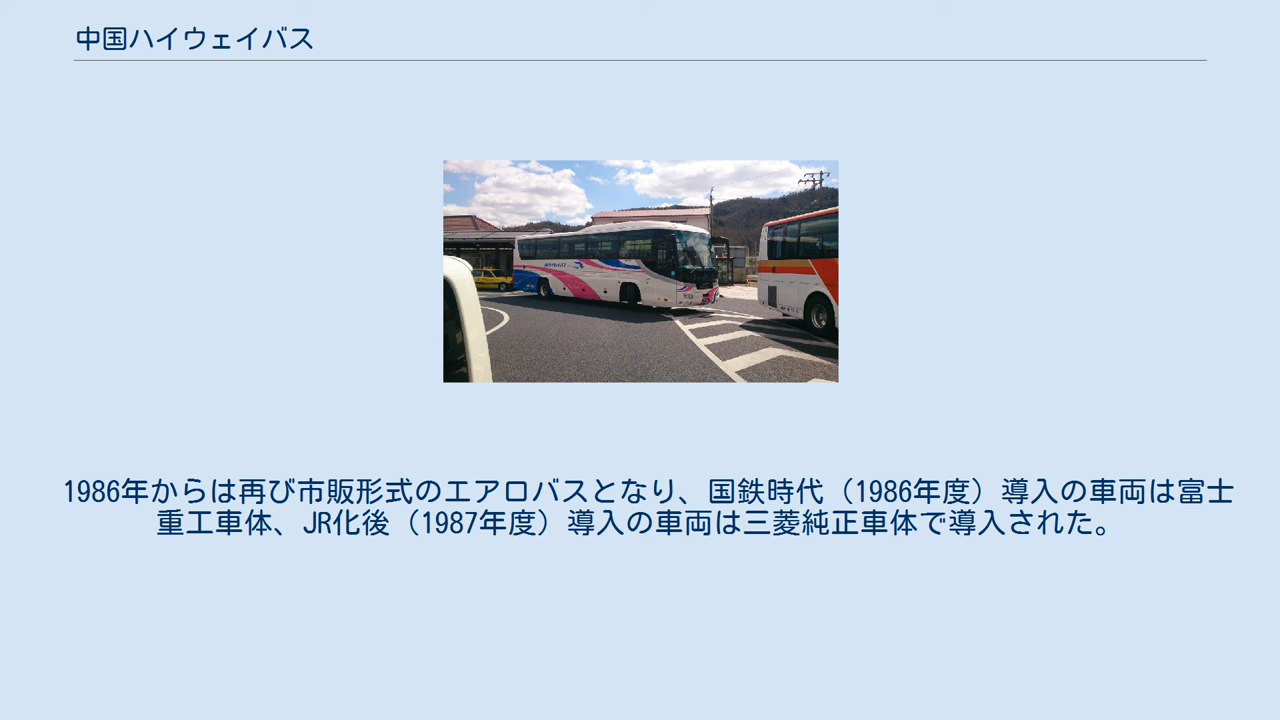 中国ハイウェイバス
1986年からは再び市販形式のエアロバスとなり、国鉄時代（1986年度）導入の車両は富士
重工車体、JR化後（1987年度）導入の車両は三菱純正車体で導入された。